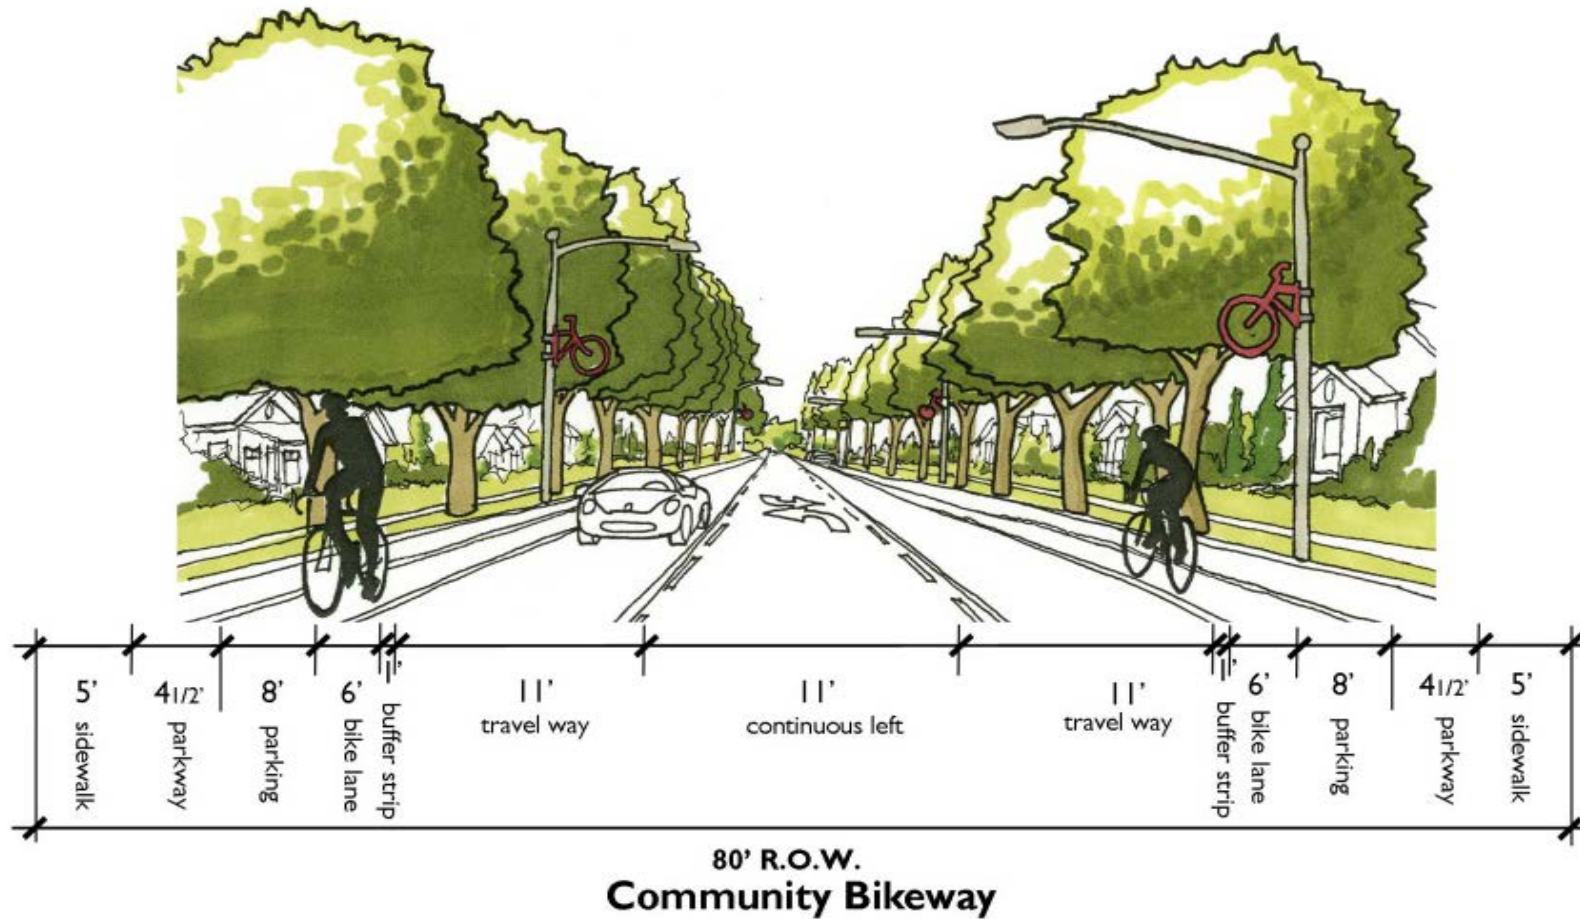 5' sidewalk
4 1/2' parkway
8' parking
6' bike lane
1' buffer strip
11' travel way
11' continuous left
11' travel way
1' buffer strip
6' bike lane
8' parking
4 1/2' parkway
5' sidewalk
80' R.O.W.
Community Bikeway